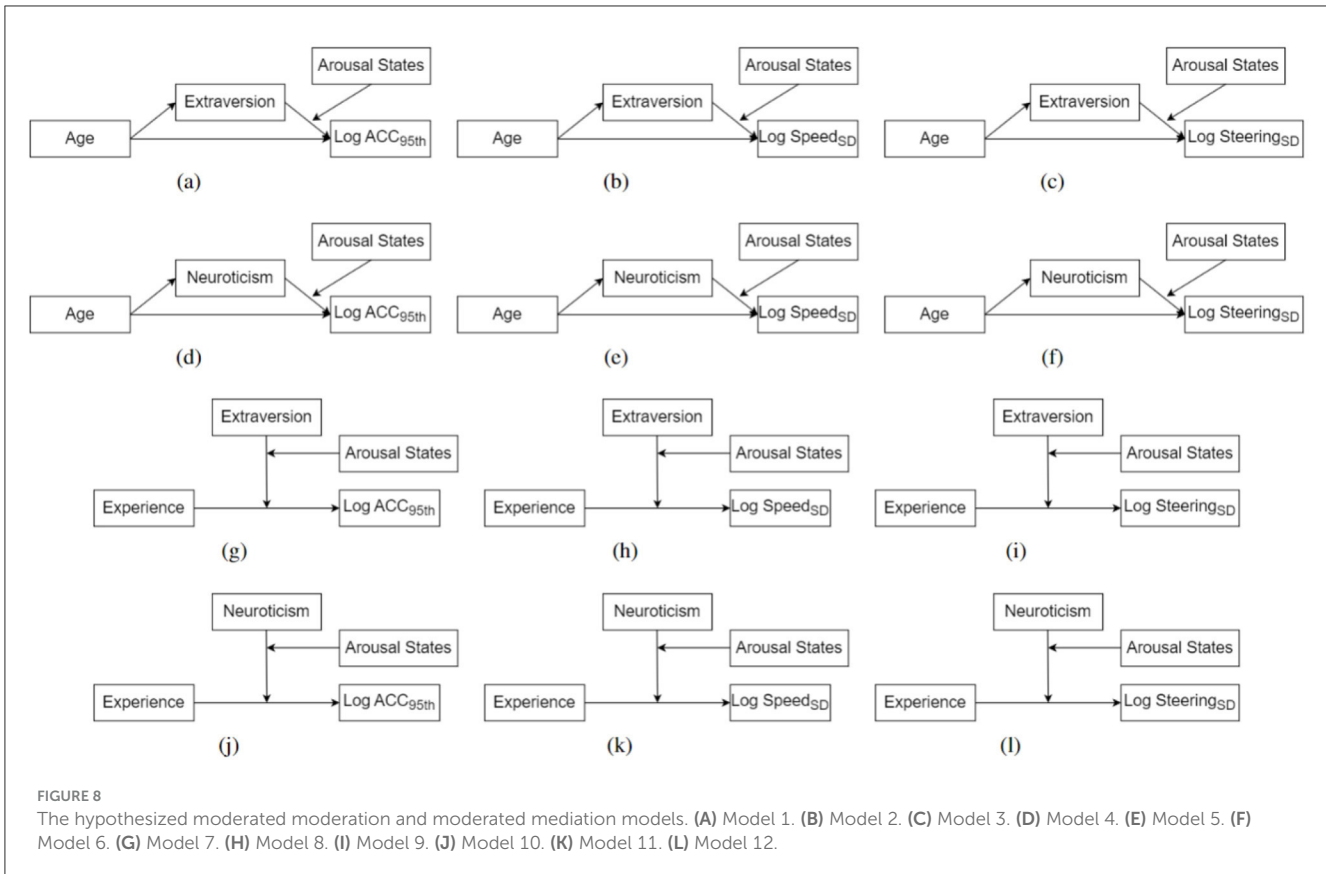 Arousal States
Arousal States
Arousal States
Extraversion
Extraversion
Extraversion
Age
Log ACC95th
Age
Log SpeedSD
Age
Log SteeringSD
(a)
(b)
(c)
Arousal States
Arousal States
Arousal States
Neuroticism
Neuroticism
Neuroticism
Age
Log ACC95th
Age
Log SpeedSD
Age
Log SteeringSD
(d)
(e)
(f)
Extraversion
Extraversion
Extraversion
Arousal States
Arousal States
Arousal States
Experience
Log ACC95th
Experience
Log SpeedSD
Experience
Log SteeringSD
(g)
(h)
(i)
Neuroticism
Neuroticism
Neuroticism
Arousal States
Arousal States
Arousal States
Experience
Log ACC95th
Experience
Log SpeedSD
Experience
Log SteeringSD
(j)
(k)
(l)
FIGURE 8
The hypothesized moderated moderation and moderated mediation models. (A) Model 1. (B) Model 2. (C) Model 3. (D) Model 4. (E) Model 5. (F)
Model 6. (G) Model 7. (H) Model 8. (I) Model 9. (J) Model 10. (K) Model 11. (L) Model 12.